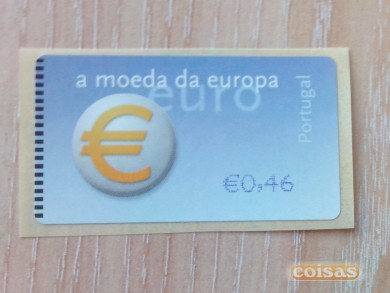 a moeda da europa
euro
Portugal
€
€0,46
coisas